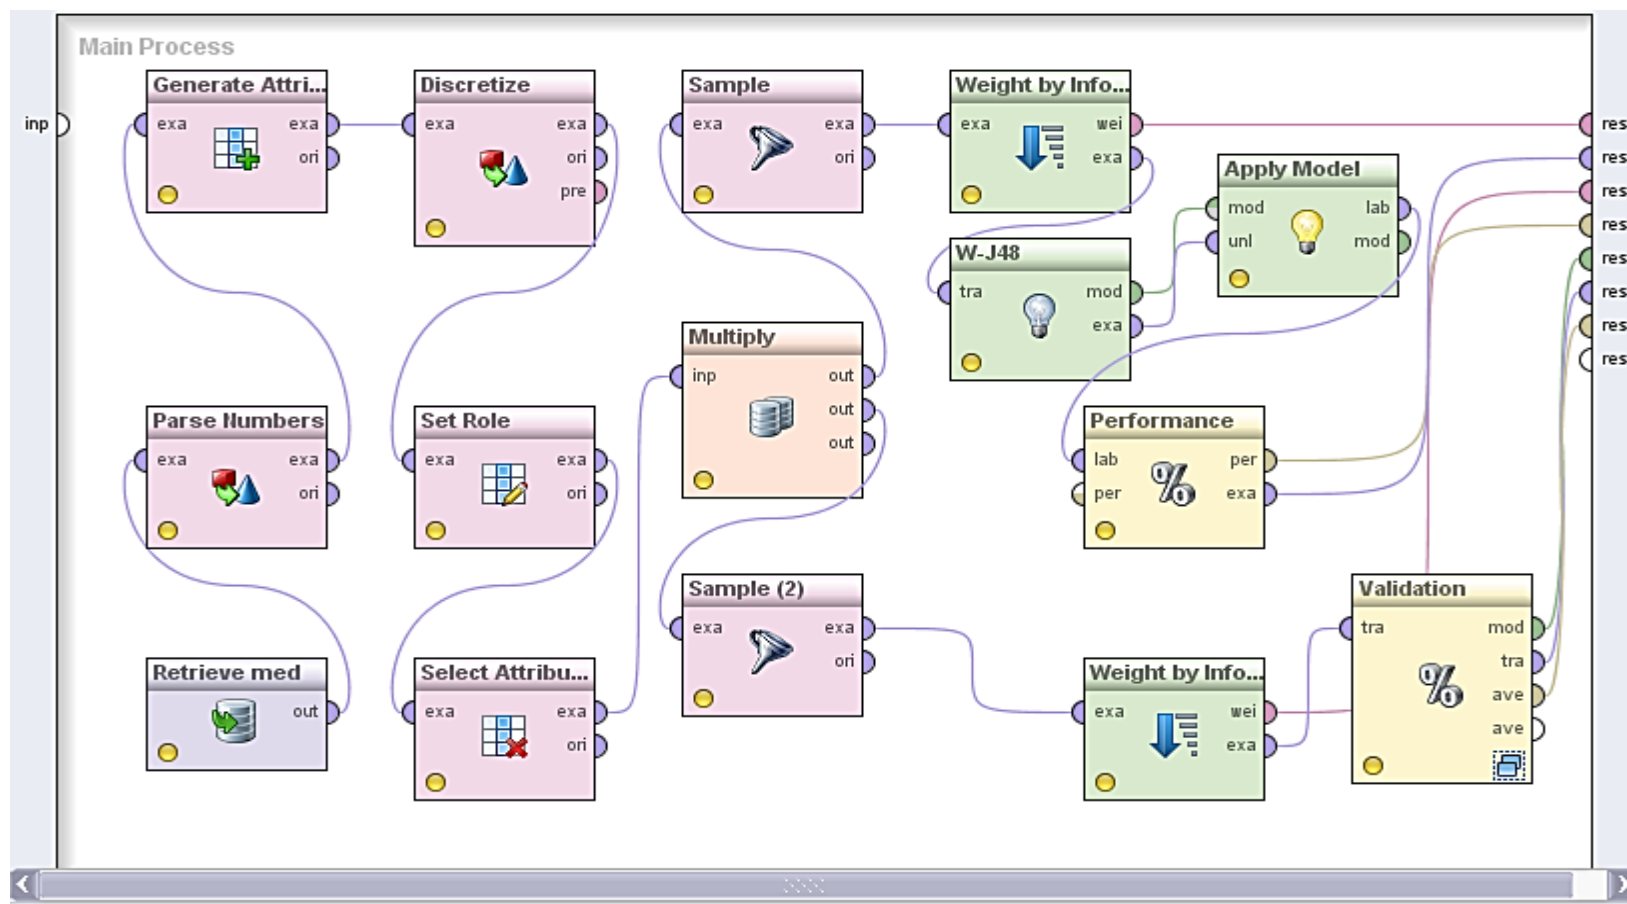 Main Process
inp
Generate Attri...
exa
exa
ori
Discretize
exa
exa
ori
pre
Sample
exa
exa
ori
Weight by Info...
exa
wei
exa
Apply Model
mod
lab
unl
mod
W-J48
tra
mod
exa
Multiply
inp
out
out
out
Parse Numbers
exa
exa
ori
Set Role
exa
exa
ori
Performance
lab
per
per
exa
Sample (2)
exa
exa
ori
Validation
tra
mod
tra
ave
ave
Retrieve med
out
Select Attribu...
exa
exa
ori
Weight by Info...
exa
wei
exa
res
res
res
res
res
res
res
res